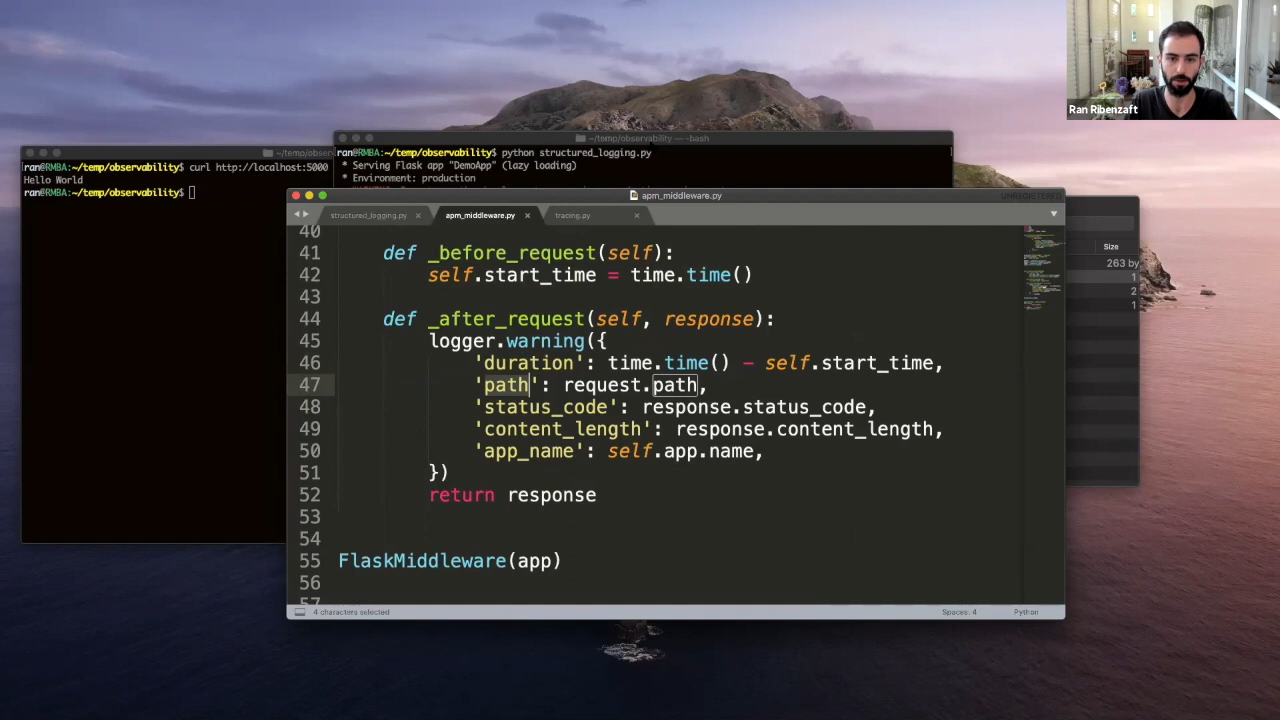 Ran Ribenzaft
~/temp/observability — -bash
ran@RMBA:~/temp/observability$ python structured_logging.py
* Serving Flask app "DemoApp" (lazy loading)
* Environment: production
~/temp/obser
ran@RMBA:~/temp/observability$ curl http://localhost:5000
Hello World
ran@RMBA:~/temp/observability$
apm_middleware.py
UNREGISTERED
structured_logging.py ×
apm_middleware.py ×
tracing.py ×
40
41 def _before_request(self):
42 self.start_time = time.time()
43
44 def _after_request(self, response):
45 logger.warning({
46 'duration': time.time() - self.start_time,
47 'path': request.path,
48 'status_code': response.status_code,
49 'content_length': response.content_length,
50 'app_name': self.app.name,
51 })
52 return response
53
54
55 FlaskMiddleware(app)
56
57
4 characters selected
Spaces: 4
Python
Size
263 by
1
2
1